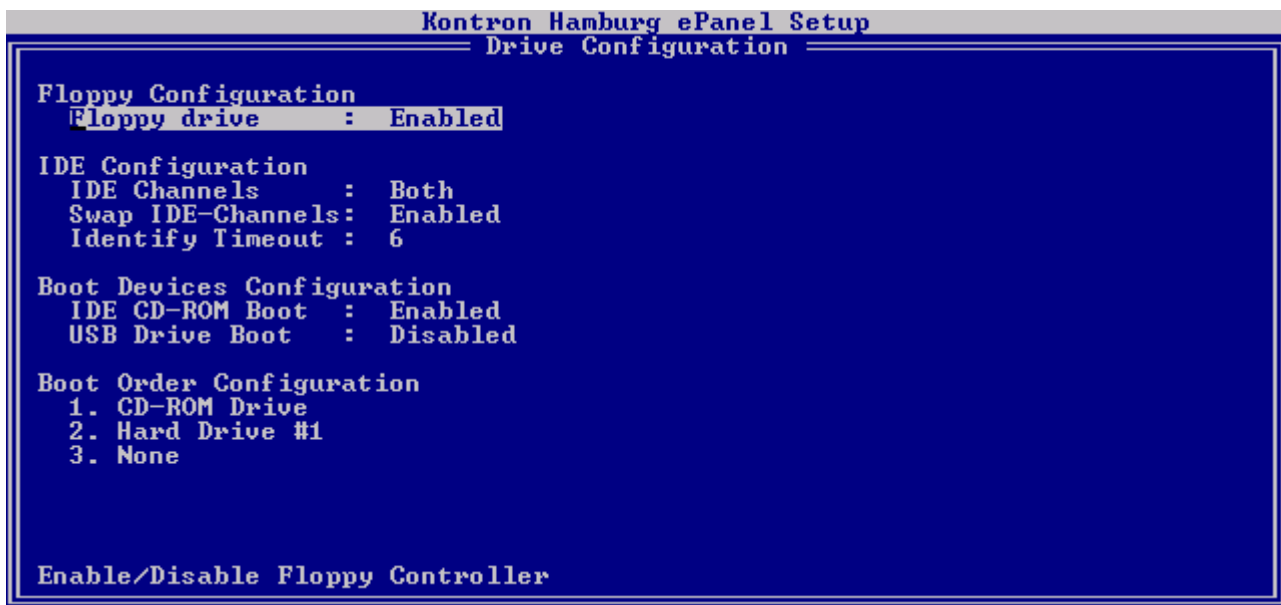 Kontron Hamburg ePanel Setup
Drive Configuration
Floppy Configuration
Floppy drive : Enabled
IDE Configuration
IDE Channels : Both
Swap IDE-Channels: Enabled
Identify Timeout : 6
Boot Devices Configuration
IDE CD-ROM Boot : Enabled
USB Drive Boot : Disabled
Boot Order Configuration
1. CD-ROM Drive
2. Hard Drive #1
3. None
Enable/Disable Floppy Controller